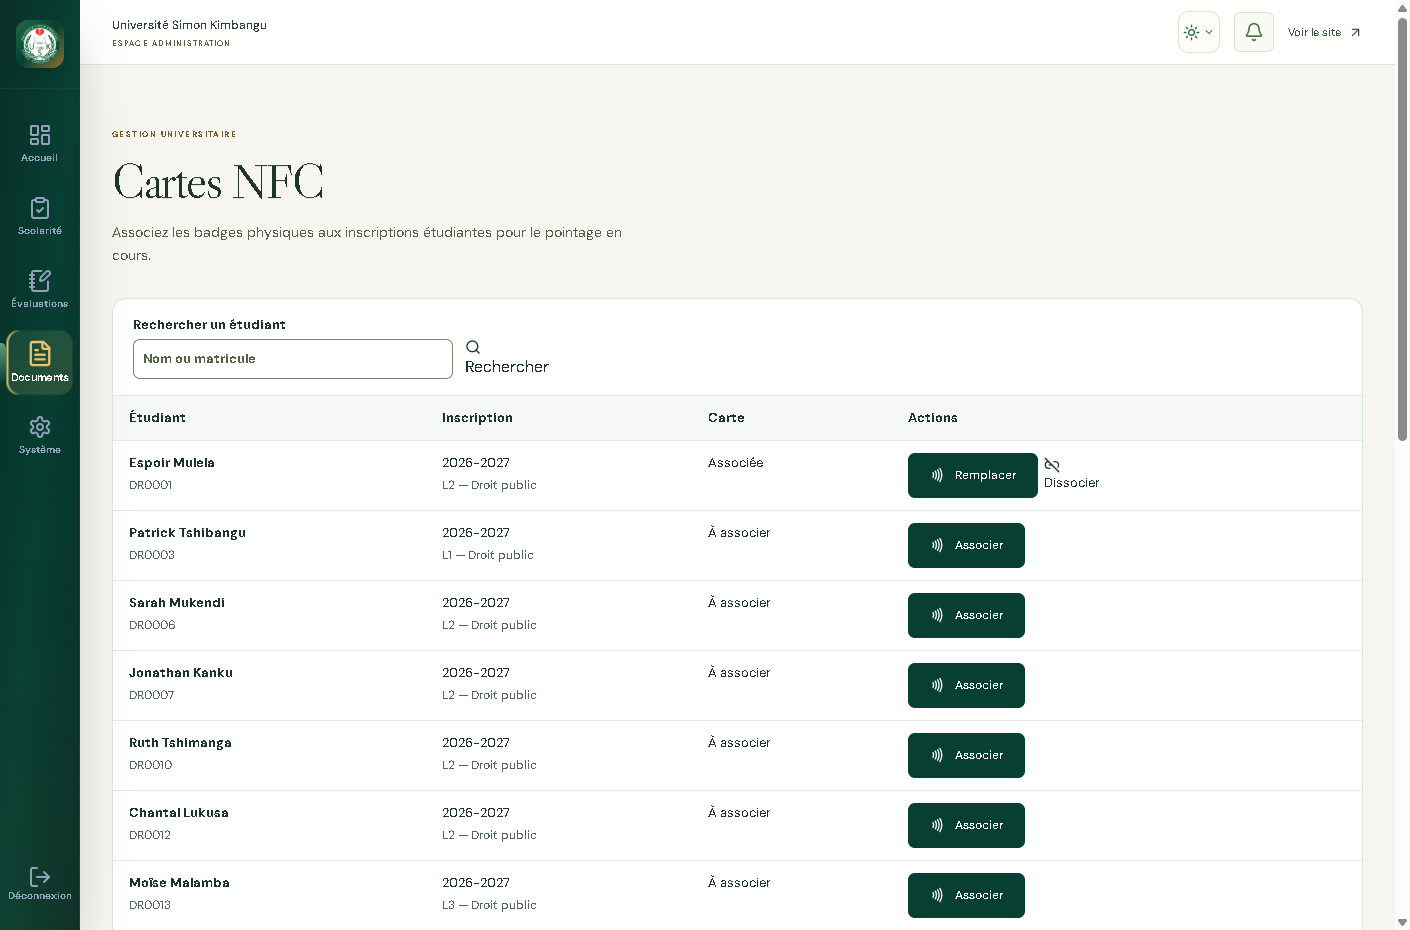 Université Simon Kimbangu
ESPACE ADMINISTRATION
Voir le site
Accueil
Scolarité
Évaluations
Documents
Système
Déconnexion
GESTION UNIVERSITAIRE
Cartes NFC
Associez les badges physiques aux inscriptions étudiantes pour le pointage en
cours.
Rechercher un étudiant
Nom ou matricule
Rechercher
Étudiant Inscription Carte Actions
Espoir Mulela 2026-2027 Associée Remplacer
DR0001 L2 — Droit public Dissocier
Patrick Tshibangu 2026-2027 À associer Associer
DR0003 L1 — Droit public
Sarah Mukendi 2026-2027 À associer Associer
DR0006 L2 — Droit public
Jonathan Kanku 2026-2027 À associer Associer
DR0007 L2 — Droit public
Ruth Tshimanga 2026-2027 À associer Associer
DR0010 L2 — Droit public
Chantal Lukusa 2026-2027 À associer Associer
DR0012 L2 — Droit public
Moïse Malamba 2026-2027 À associer Associer
DR0013 L3 — Droit public